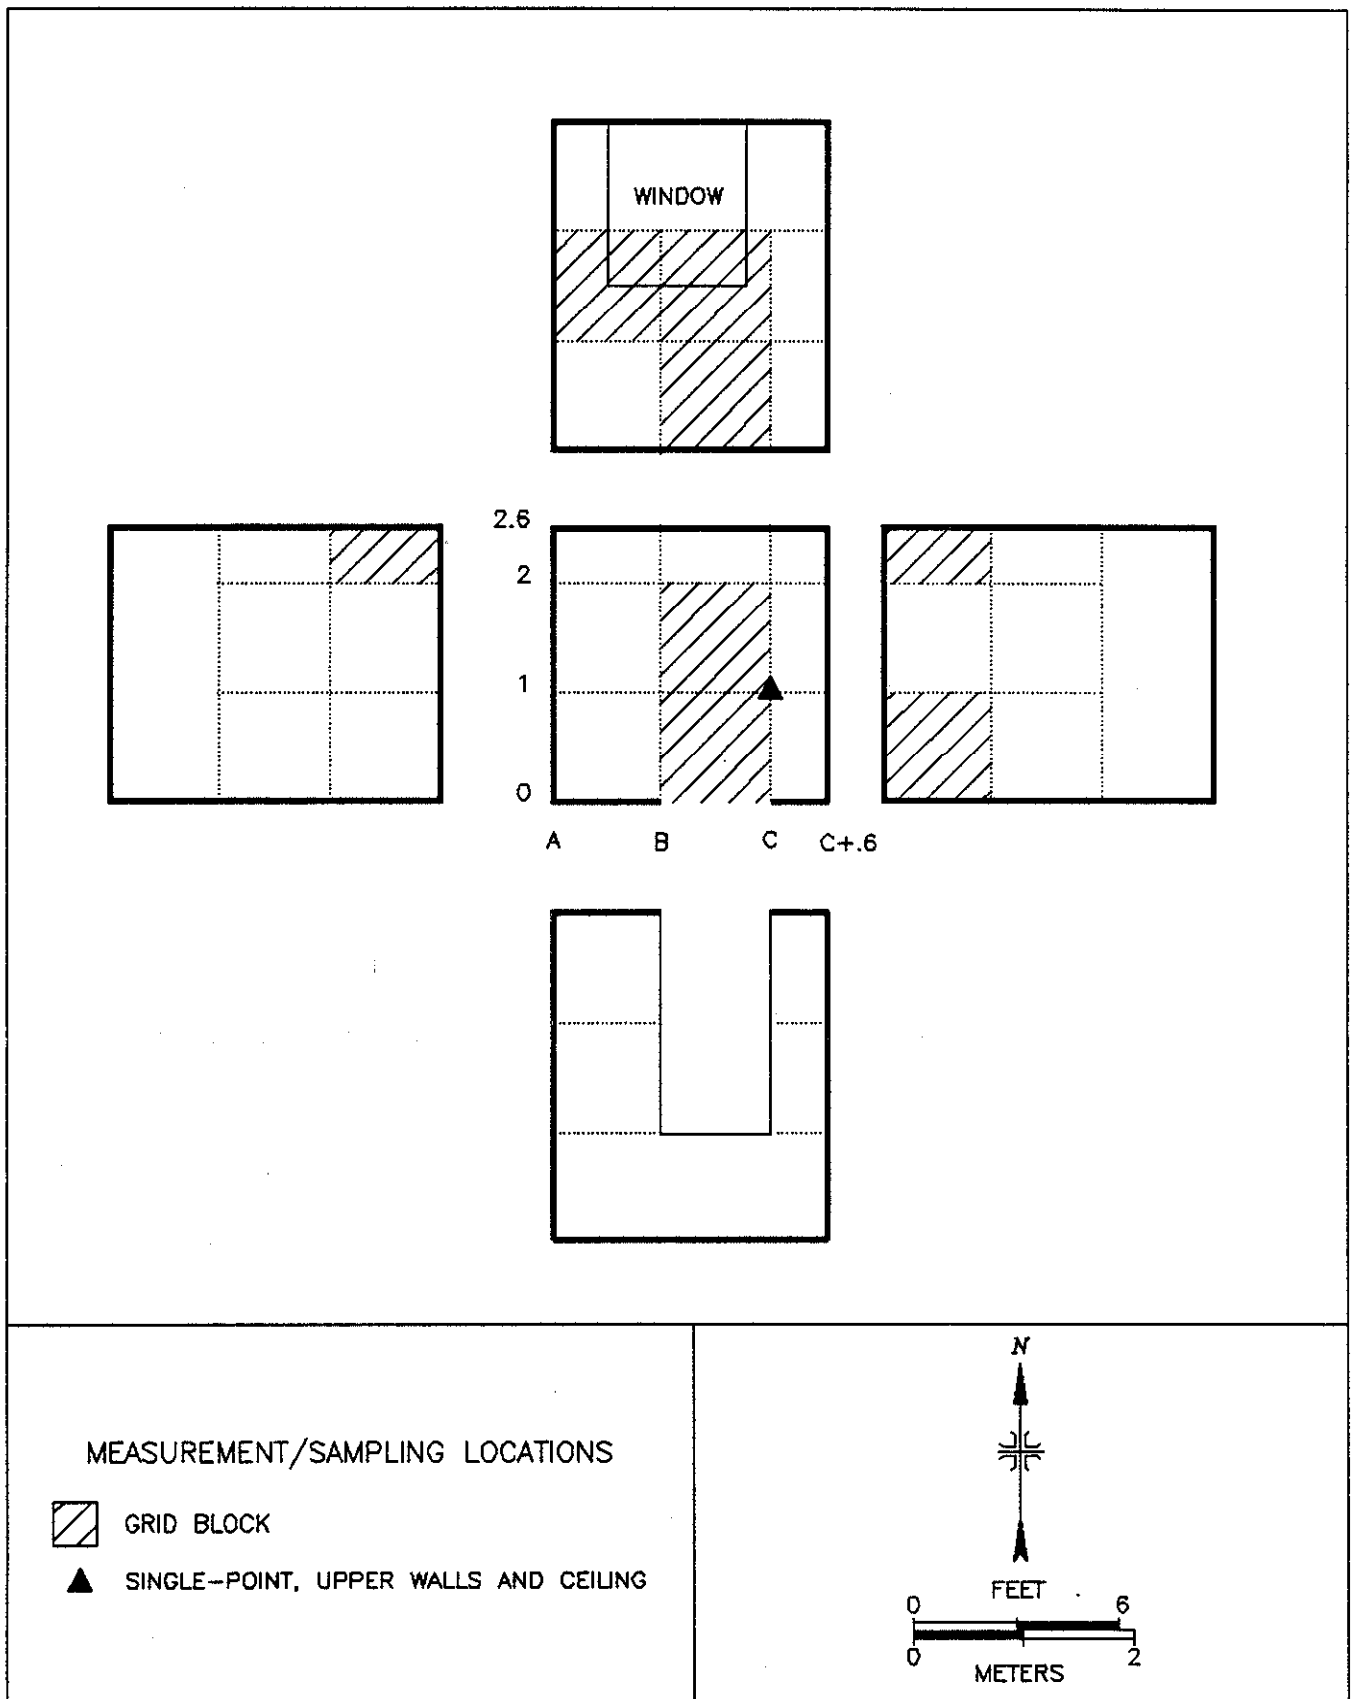 WINDOW
2.6
2
1
0
A B C C+.6
MEASUREMENT/SAMPLING LOCATIONS
GRID BLOCK
SINGLE-POINT, UPPER WALLS AND CEILING
N
FEET
0 6
0 2
METERS